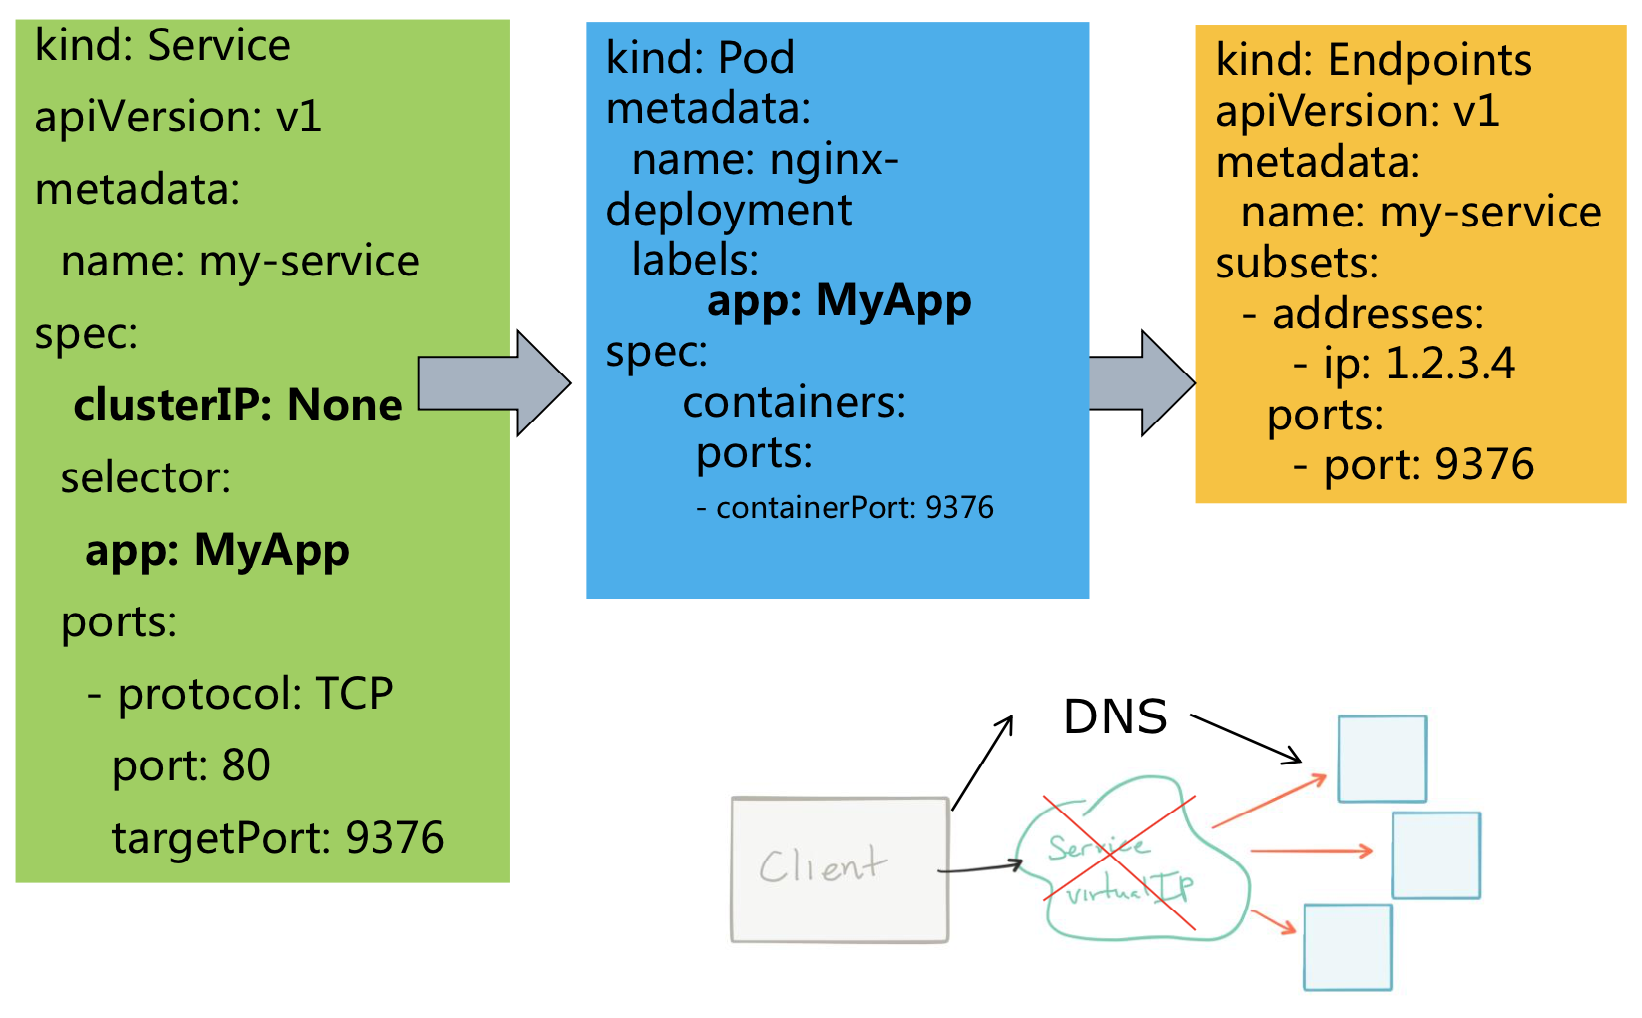 kind: Service
apiVersion: v1
metadata:
name: my-service
spec:
clusterIP: None
selector:
app: MyApp
ports:
- protocol: TCP
port: 80
targetPort: 9376
kind: Pod
metadata:
name: nginx-
deployment
labels:
app: MyApp
spec:
containers:
ports:
- containerPort: 9376
kind: Endpoints
apiVersion: v1
metadata:
name: my-service
subsets:
- addresses:
- ip: 1.2.3.4
ports:
- port: 9376
DNS
Client
Service
virtual IP